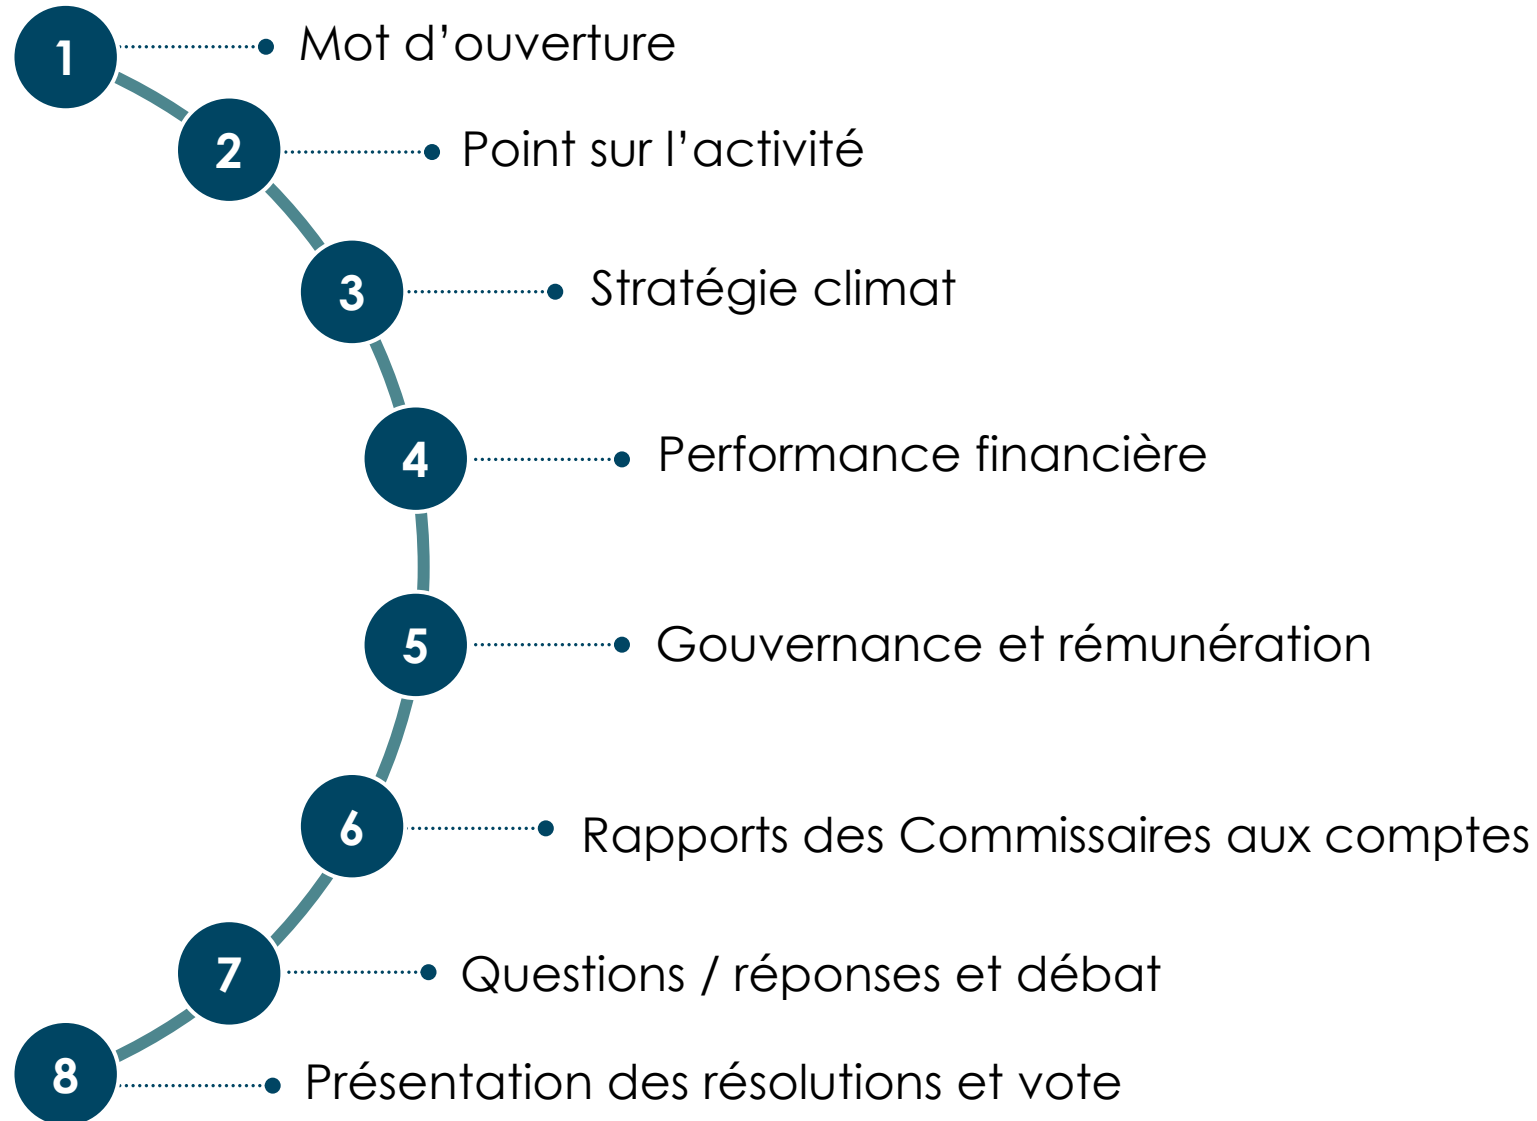 1 Mot d’ouverture
2 Point sur l’activité
3 Stratégie climat
4 Performance financière
5 Gouvernance et rémunération
6 Rapports des Commissaires aux comptes
7 Questions / réponses et débat
8 Présentation des résolutions et vote